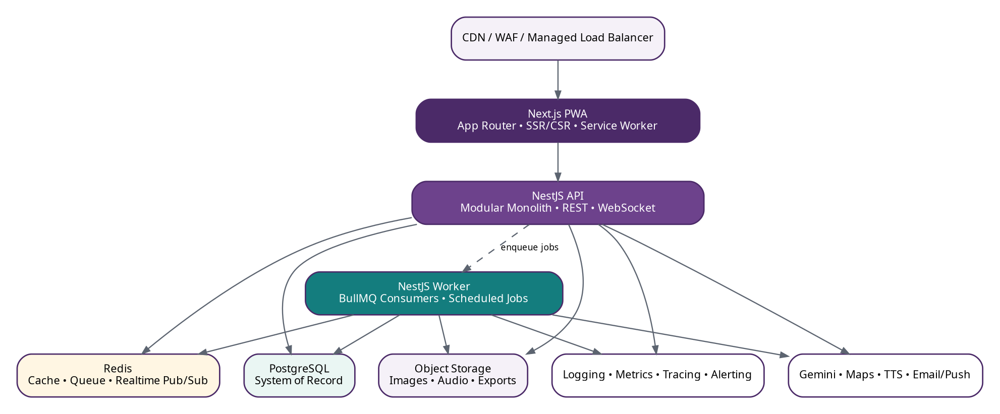 CDN / WAF / Managed Load Balancer
Next.js PWA
App Router • SSR/CSR • Service Worker
NestJS API
Modular Monolith • REST • WebSocket
enqueue jobs
NestJS Worker
BullMQ Consumers • Scheduled Jobs
Redis
Cache • Queue • Realtime Pub/Sub
PostgreSQL
System of Record
Object Storage
Images • Audio • Exports
Logging • Metrics • Tracing • Alerting
Gemini • Maps • TTS • Email/Push